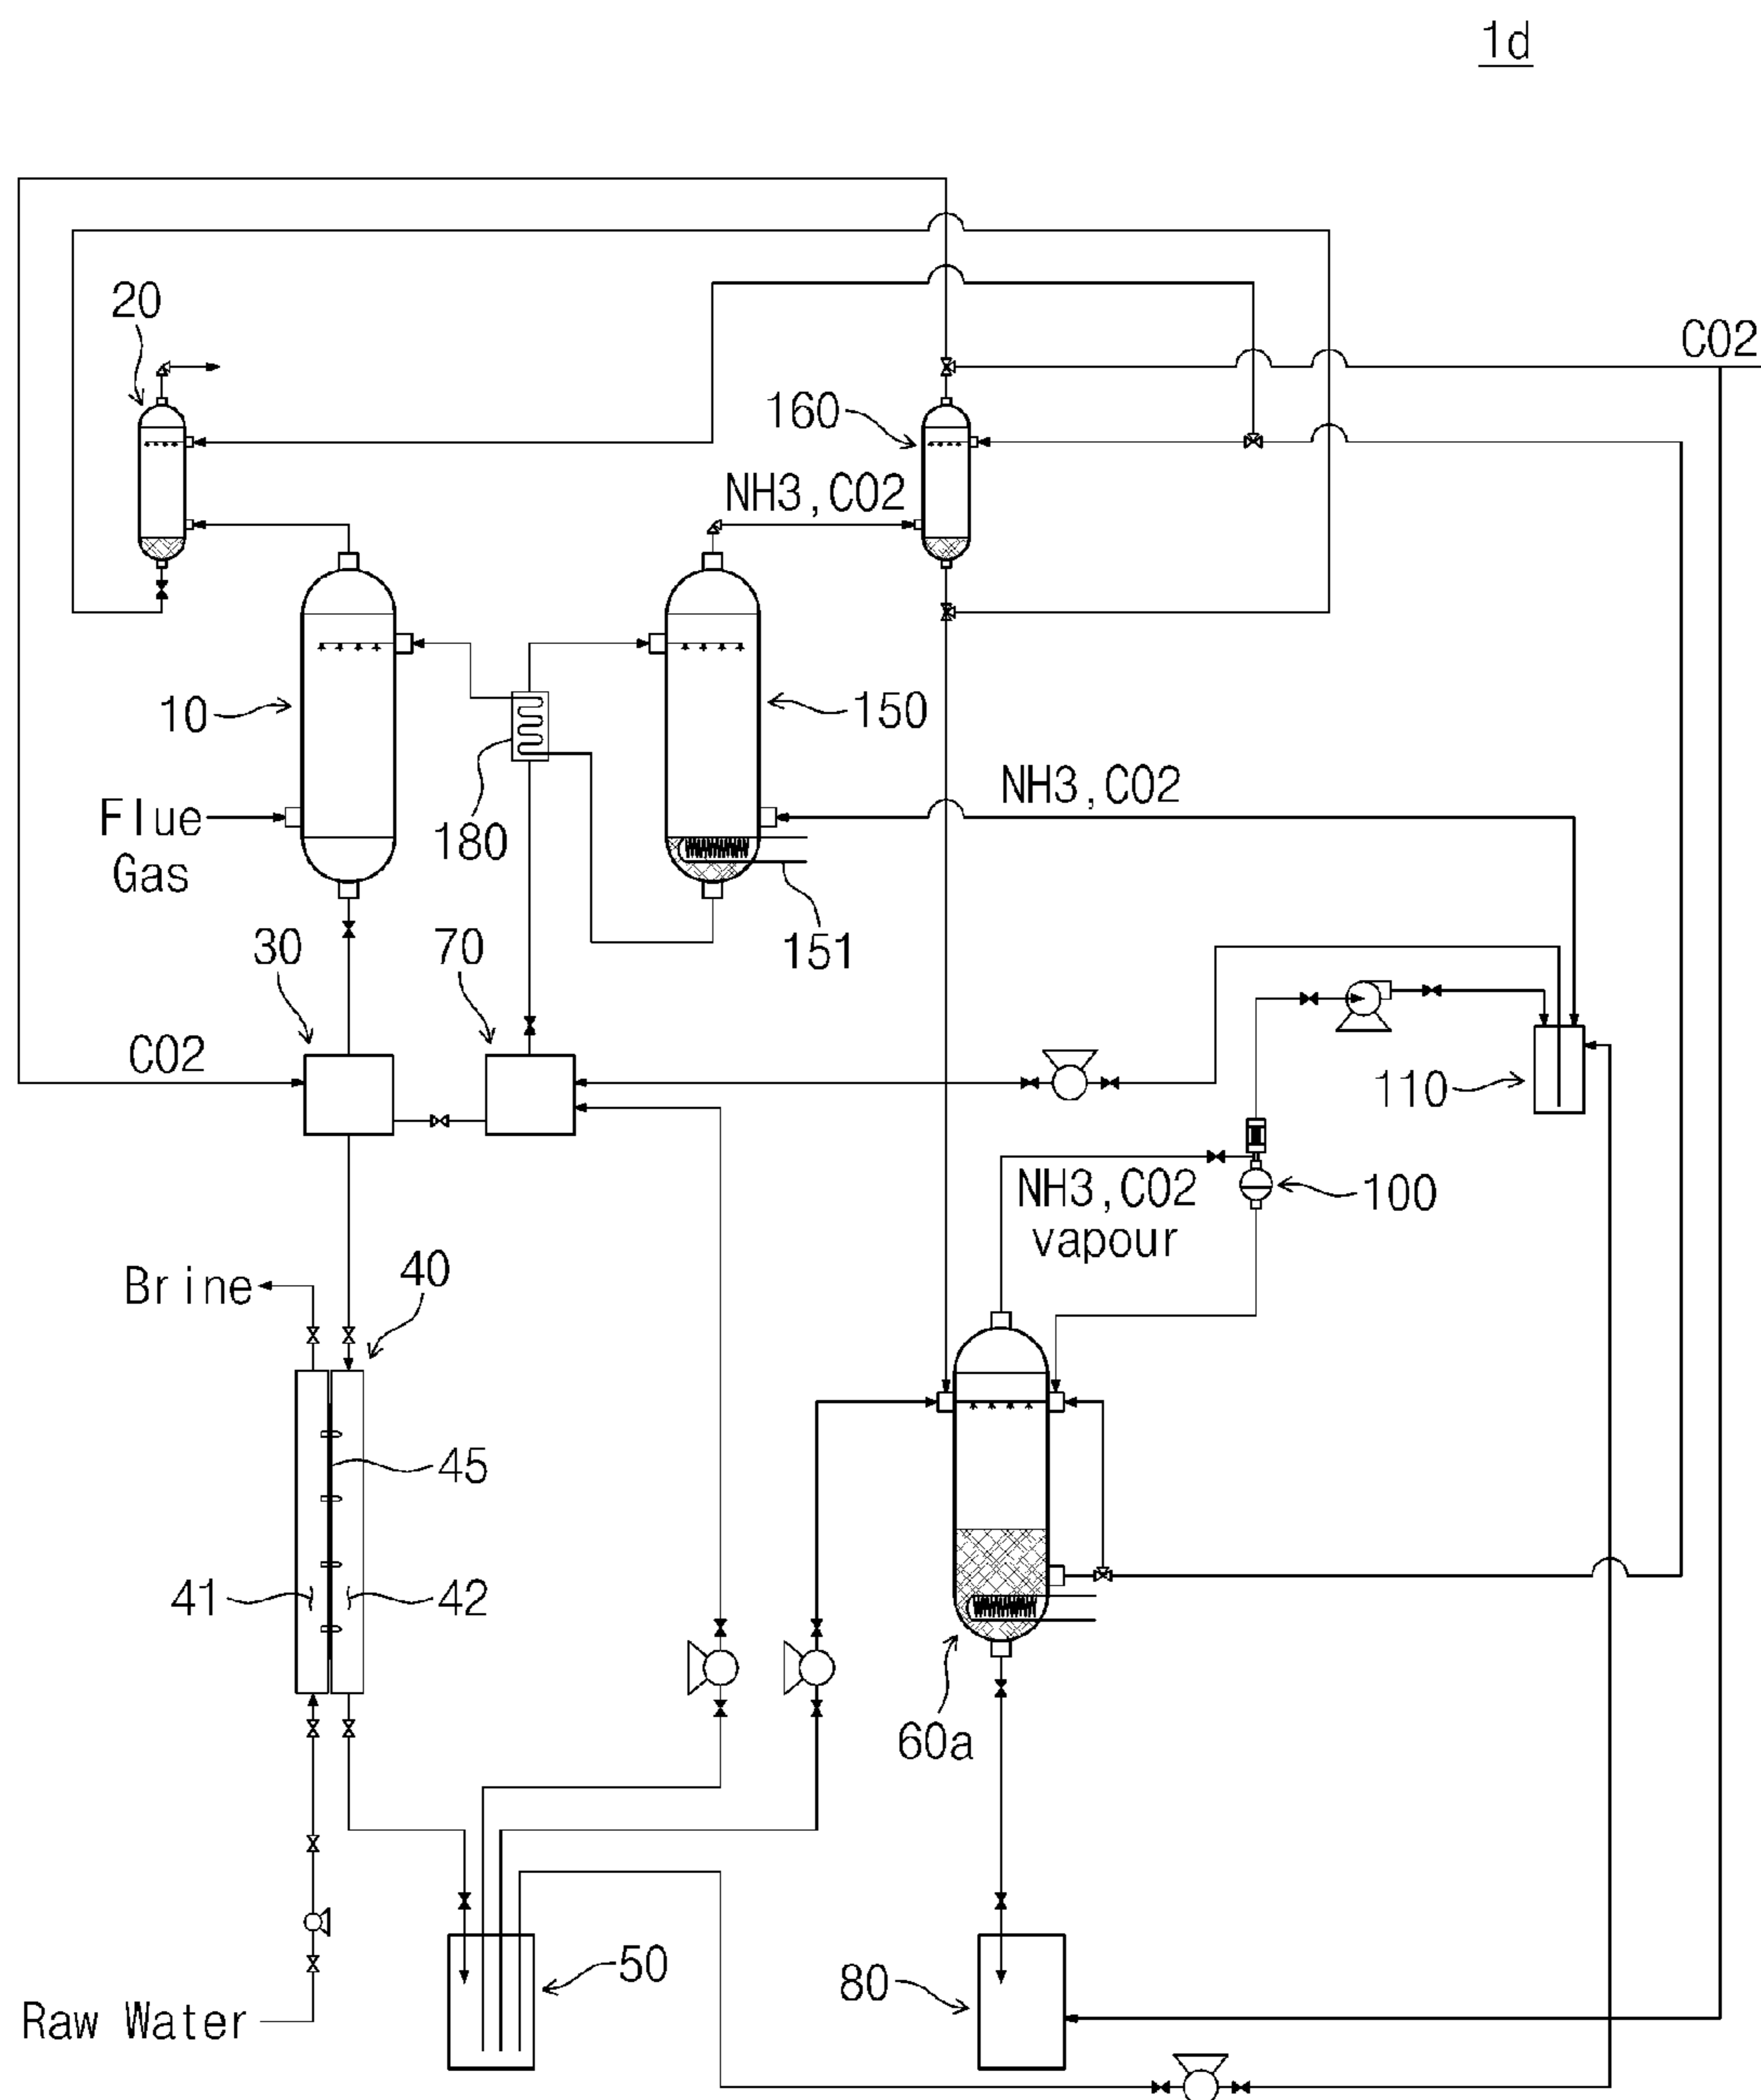 1d
20
CO2
160
NH3,CO2
10
150
NH3,CO2
Flue
Gas
180
151
30
70
CO2
110
NH3,CO2
vapour
100
Brine
40
45
41
42
60a
50
80
Raw Water